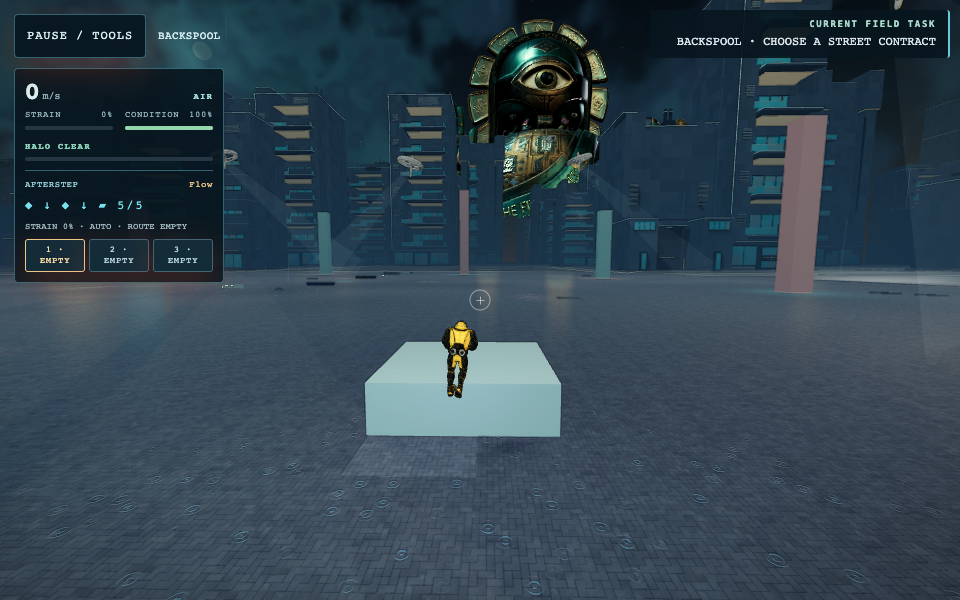 PAUSE / TOOLS
BACKSPOOL
CURRENT FIELD TASK
BACKSPOOL · CHOOSE A STREET CONTRACT
0 m/s
AIR
STRAIN 0%
CONDITION 100%
HALO CLEAR
AFTERSTEP
Flow
5/5
STRAIN 0% · AUTO · ROUTE EMPTY
1 · EMPTY
2 · EMPTY
3 · EMPTY